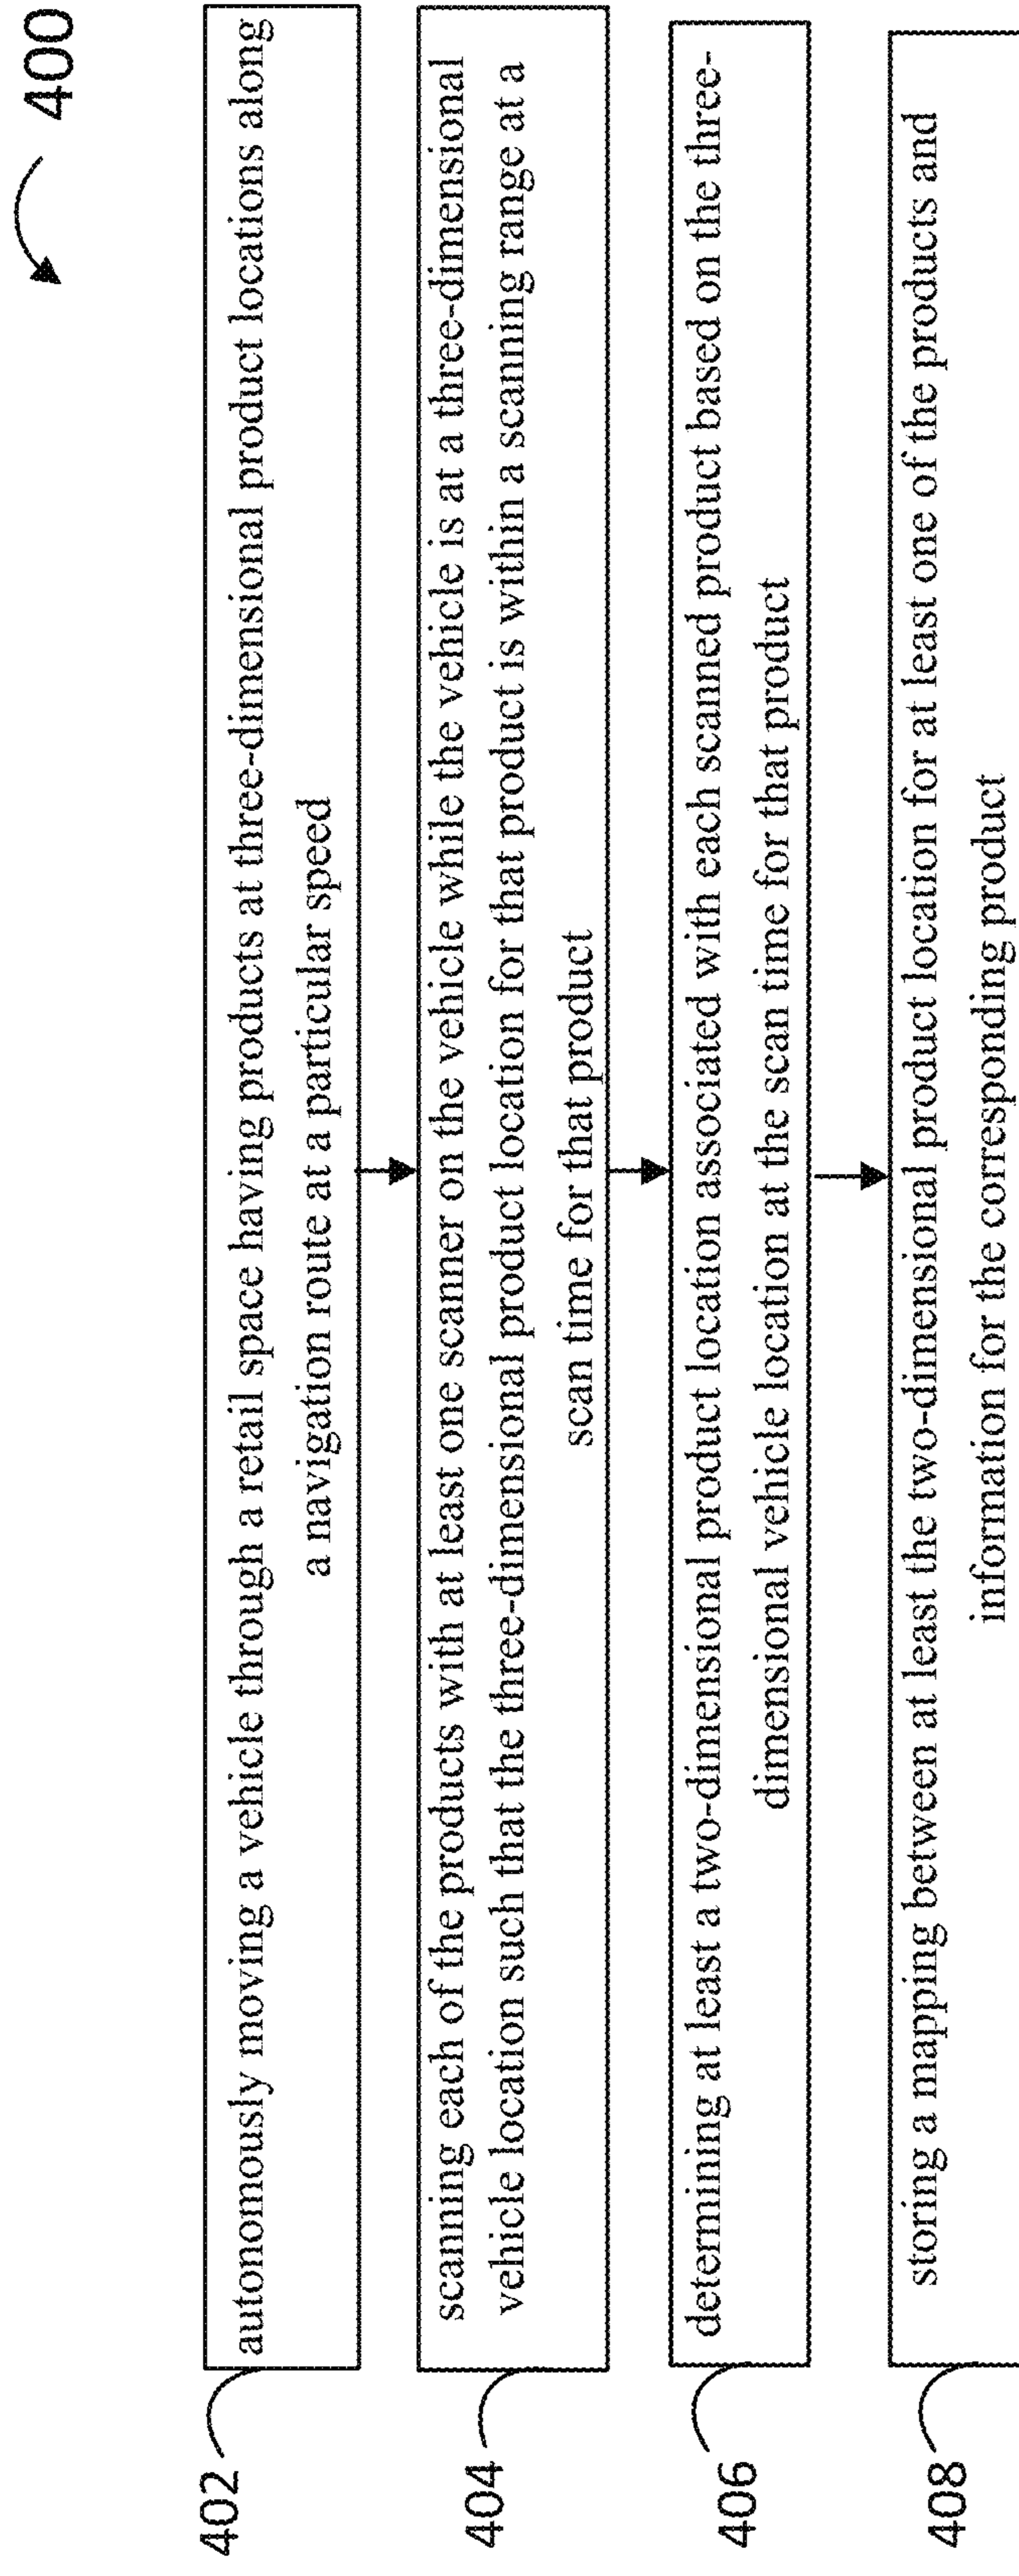 400
402
autonomously moving a vehicle through a retail space having products at three-dimensional product locations along
a navigation route at a particular speed
404
scanning each of the products with at least one scanner on the vehicle while the vehicle is at a three-dimensional
vehicle location such that the three-dimensional product location for that product is within a scanning range at a
scan time for that product
406
determining at least a two-dimensional product location associated with each scanned product based on the three-
dimensional vehicle location at the scan time for that product
408
storing a mapping between at least the two-dimensional product location for at least one of the products and
information for the corresponding product